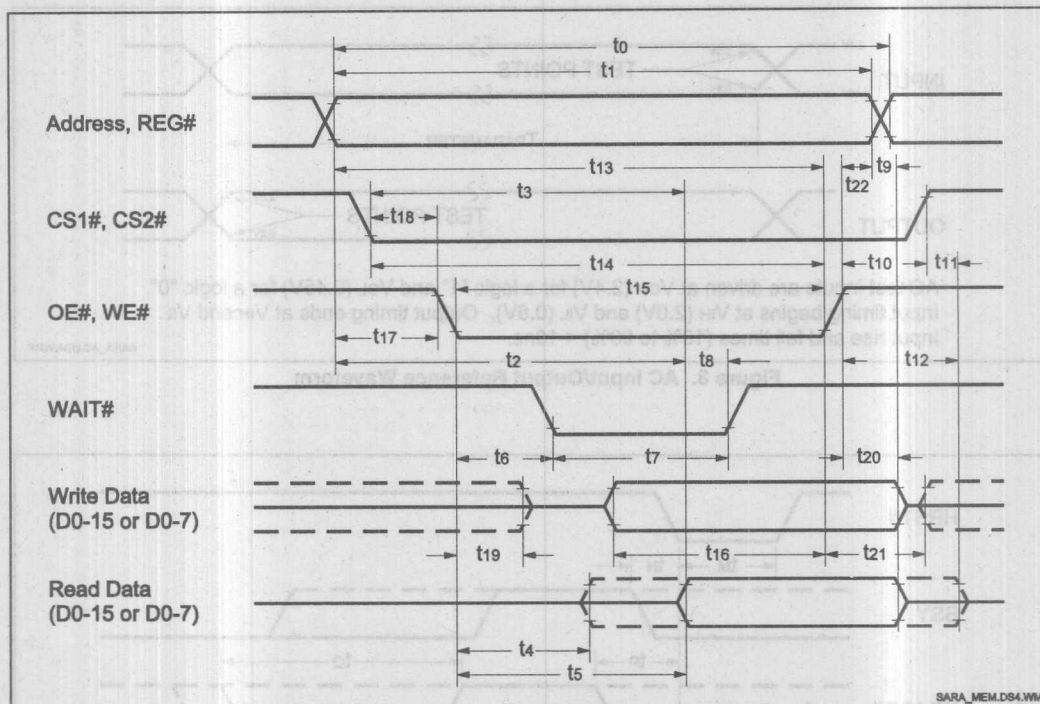 t0
t1
Address, REG#
t13
t9
t22
t3
CS1#, CS2#
t18
t10
t11
t14
t15
OE#, WE#
t17
t2
t8
t12
WAIT#
t6
t7
t20
Write Data
(D0-15 or D0-7)
t19
t16
t21
Read Data
(D0-15 or D0-7)
t4
t5
SARA_MEM.DS4.WM